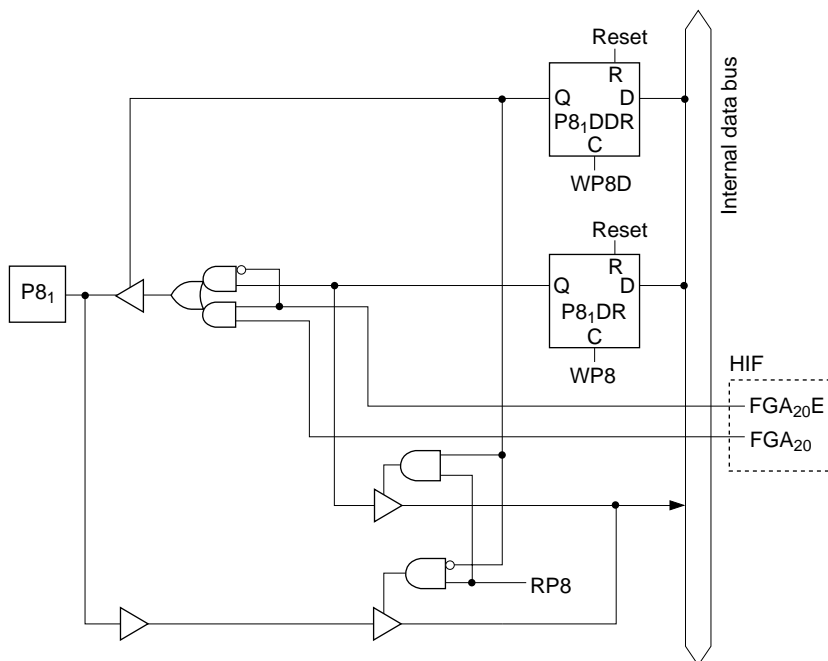 Reset
R
Q D
P8₁DDR
C
WP8D
Internal data bus
Reset
R
Q D
P8₁DR
C
WP8
P8₁
HIF
FGA₂₀E
FGA₂₀
RP8